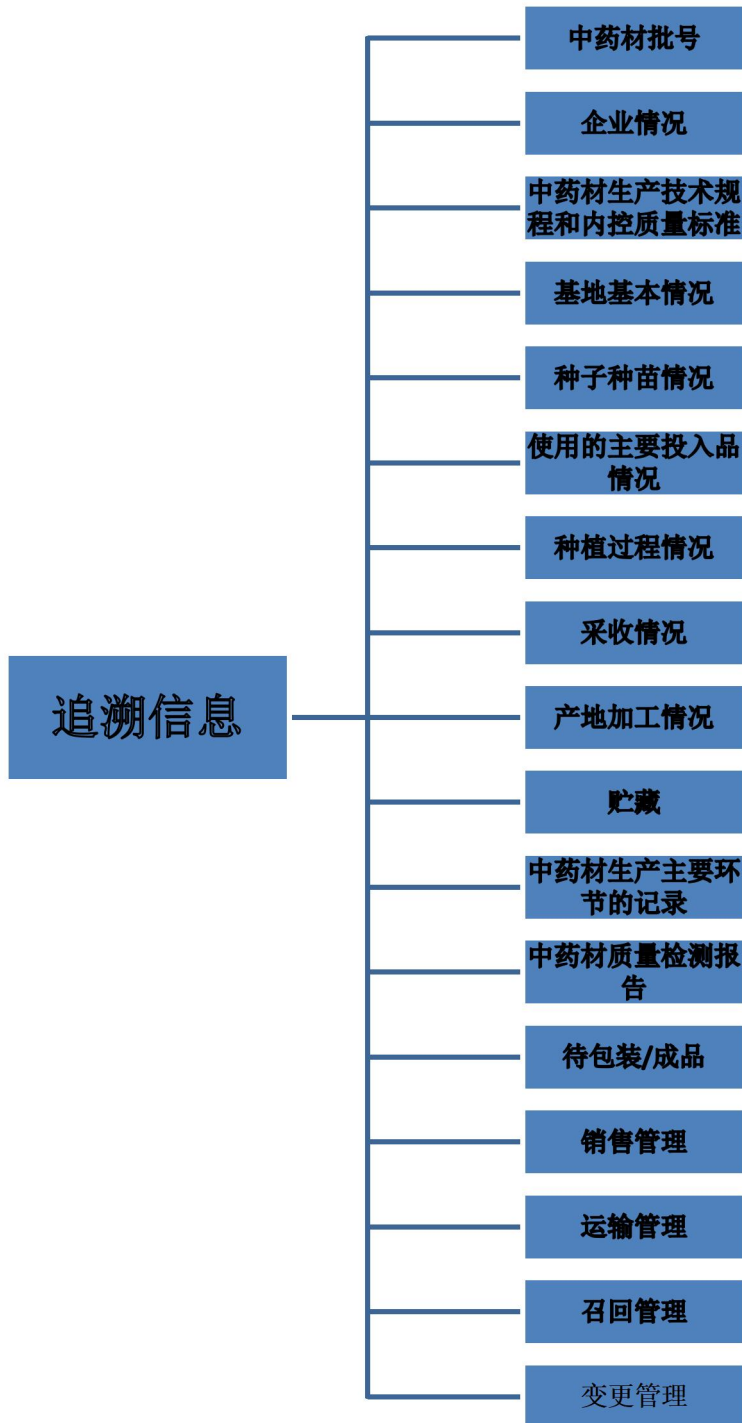 中药材批号
企业情况
中药材生产技术规
程和内控质量标准
基地基本情况
种子种苗情况
使用的主要投入品
情况
种植过程情况
采收情况
追溯信息
产地加工情况
贮藏
中药材生产主要环
节的记录
中药材质量检测报
告
待包装/成品
销售管理
运输管理
召回管理
变更管理